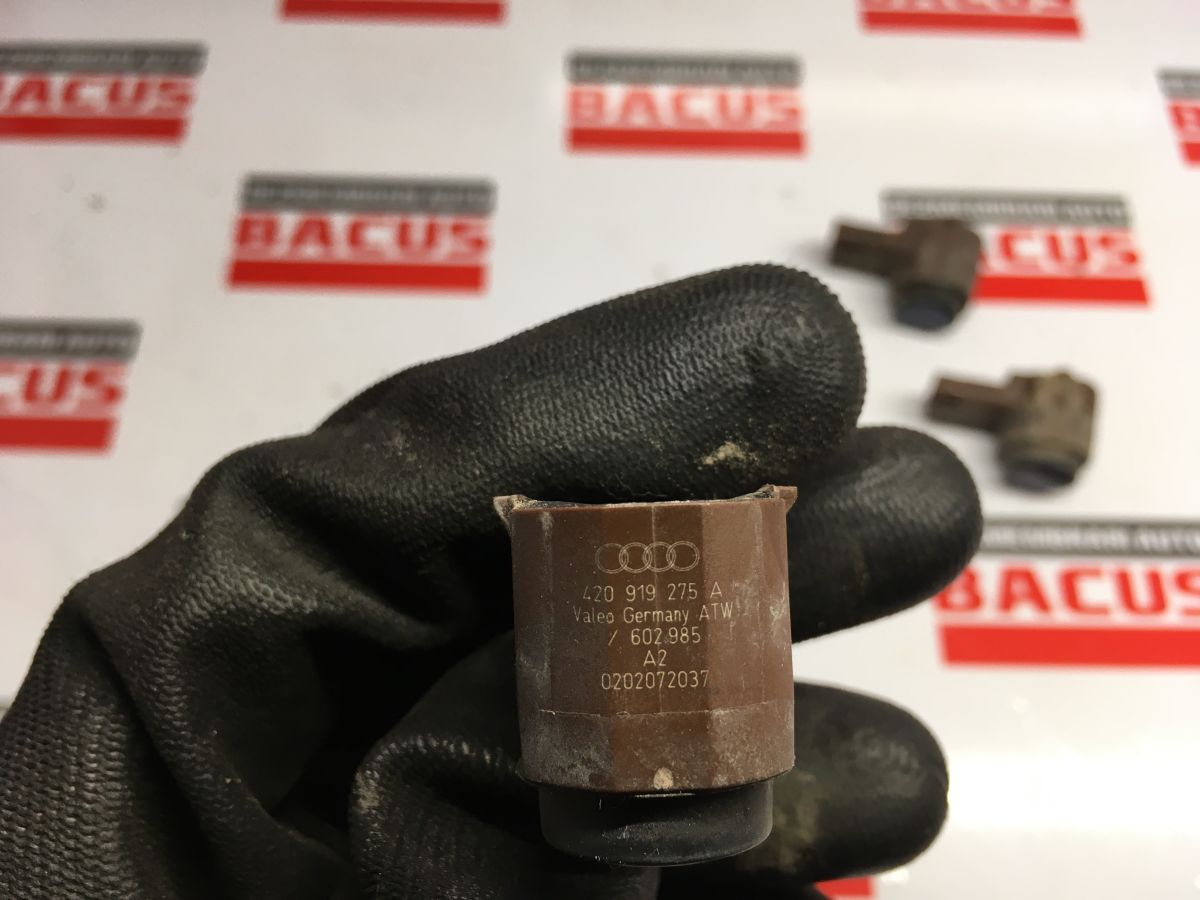 BACUS
BACUS
BACUS
BACUS
BACUS
BACUS
420 919 275 A
Valeo Germany ATW
/ 602.985
A2
0202072037